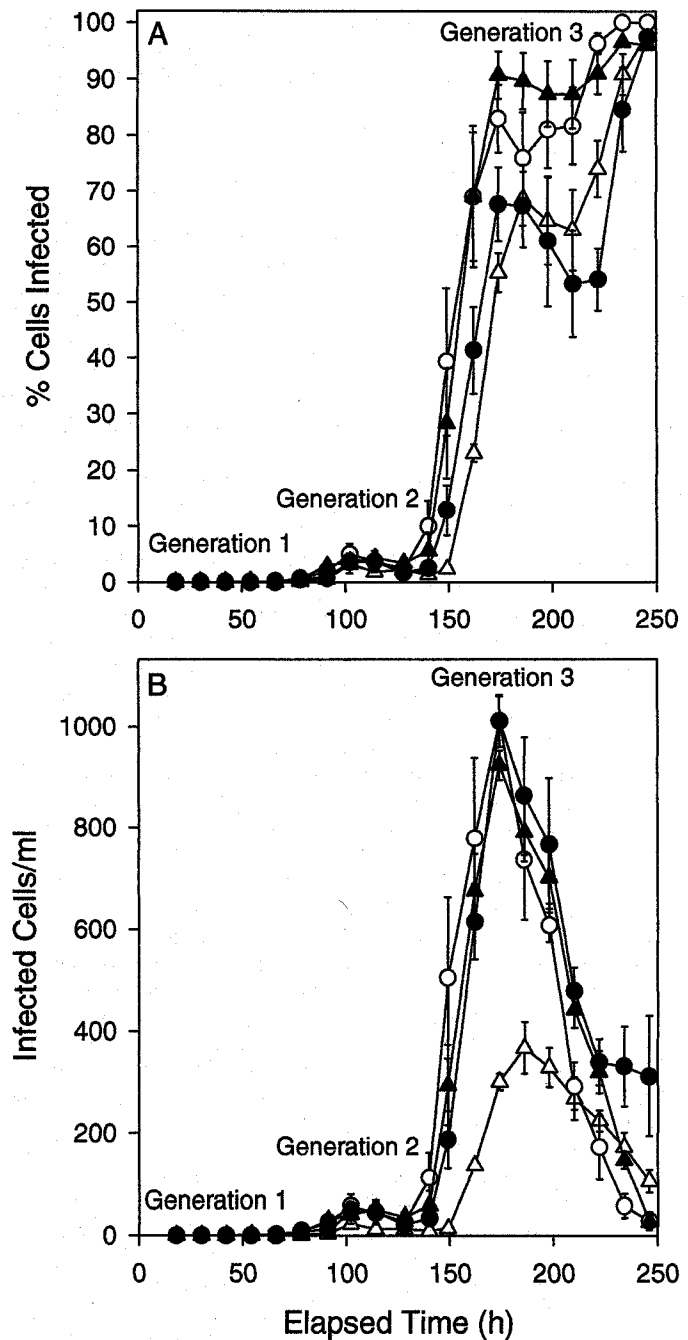 A
Generation 3
100
90
80
70
60
50
40
30
20
10
0
% Cells Infected
Generation 2
Generation 1
0 50 100 150 200 250
B
Generation 3
1000
800
600
400
200
0
Infected Cells/ml
Generation 2
Generation 1
0 50 100 150 200 250
Elapsed Time (h)